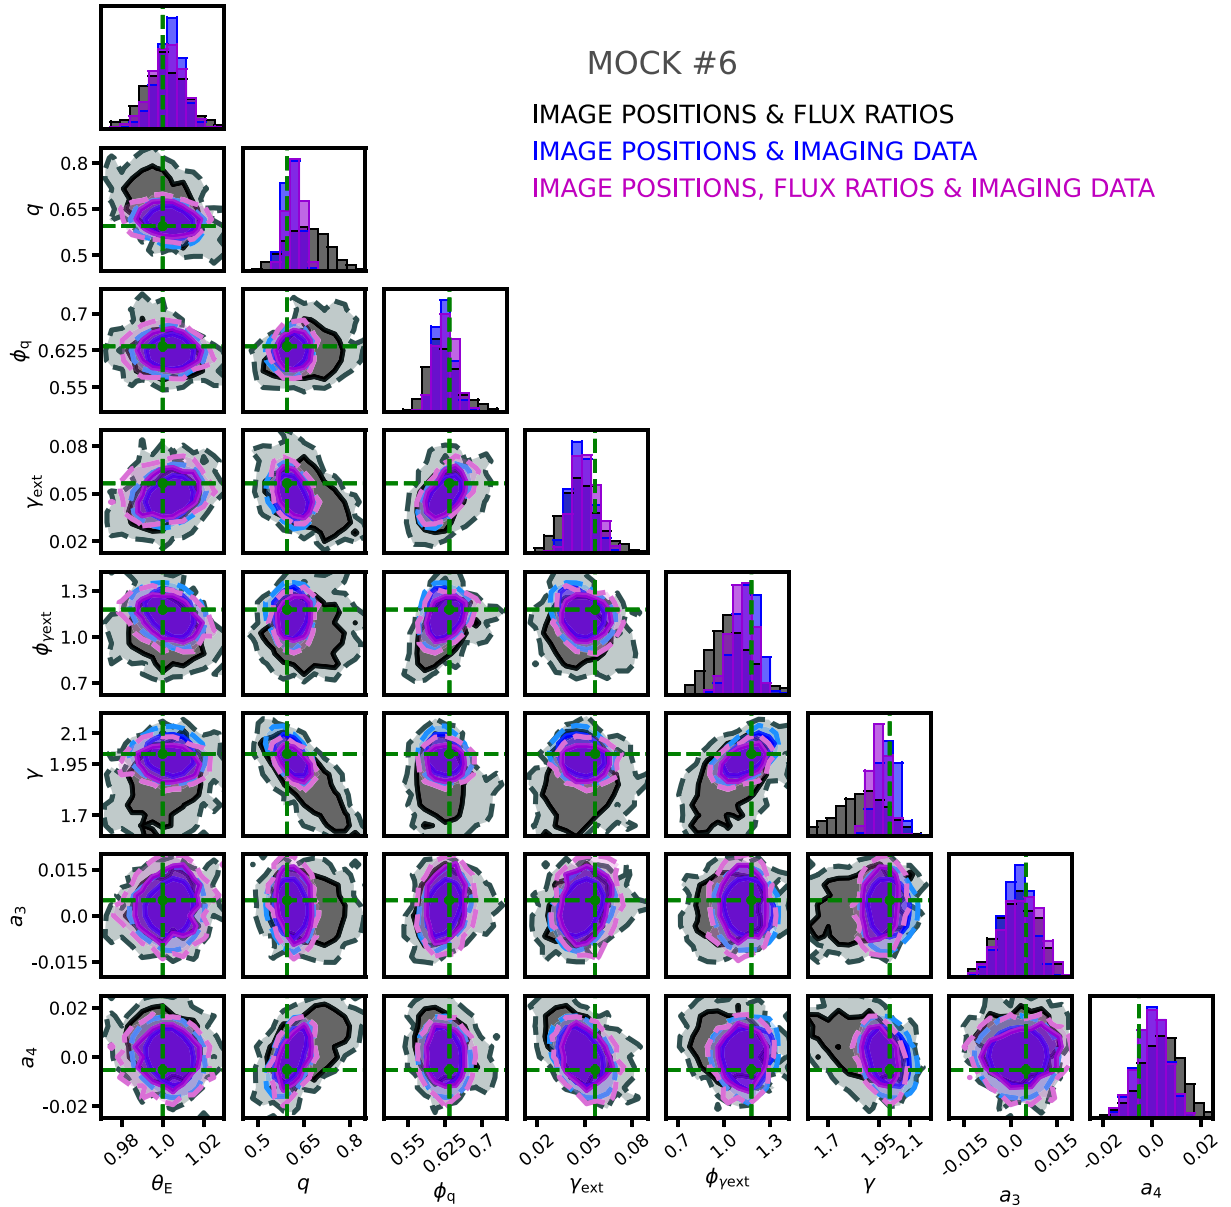 MOCK #6
IMAGE POSITIONS & FLUX RATIOS
IMAGE POSITIONS & IMAGING DATA
IMAGE POSITIONS, FLUX RATIOS & IMAGING DATA
0.8
0.65
0.5
q
0.7
0.625
0.55
ϕq
0.08
0.05
0.02
γext
1.3
1.0
0.7
ϕγext
2.1
1.95
1.7
γ
0.015
0.0
-0.015
a3
0.02
0.0
-0.02
a4
0.98 1.0 1.02
θE
0.5 0.65 0.8
q
0.55 0.625 0.7
ϕq
0.02 0.05 0.08
γext
0.7 1.0 1.3
ϕγext
1.7 1.95 2.1
γ
-0.015 0.0 0.015
a3
-0.02 0.0 0.02
a4